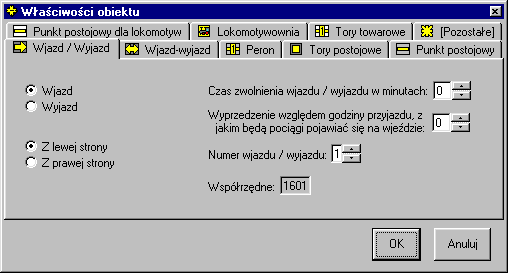 Właściwości obiektu
Punkt postojowy dla lokomotyw
Lokomotywownia
Tory towarowe
[Pozostałe]
Wjazd / Wyjazd
Wjazd-wyjazd
Peron
Tory postojowe
Punkt postojowy
Wjazd
Wyjazd
Z lewej strony
Z prawej strony
Czas zwolnienia wjazdu / wyjazdu w minutach:
0
Wyprzedzenie względem godziny przyjazdu, z
jakim będą pociągi pojawiać się na wjeździe:
0
Numer wjazdu / wyjazdu:
1
Współrzędne:
1601
OK
Anuluj